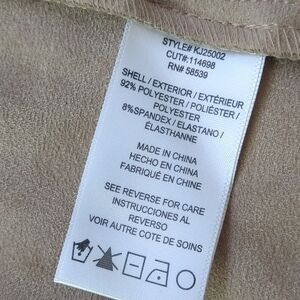 STYLE# KJ25002
CUT#:114698
RN# 58539
SHELL / EXTERIOR / EXTÉRIEUR
92% POLYESTER / POLIÉSTER /
POLYESTER
8%SPANDEX / ELASTANO /
ÉLASTHANNE
MADE IN CHINA
HECHO EN CHINA
FABRIQUÉ EN CHINE
SEE REVERSE FOR CARE
INSTRUCCIONES AL
REVERSO
VOIR AUTRE COTE DE SOINS